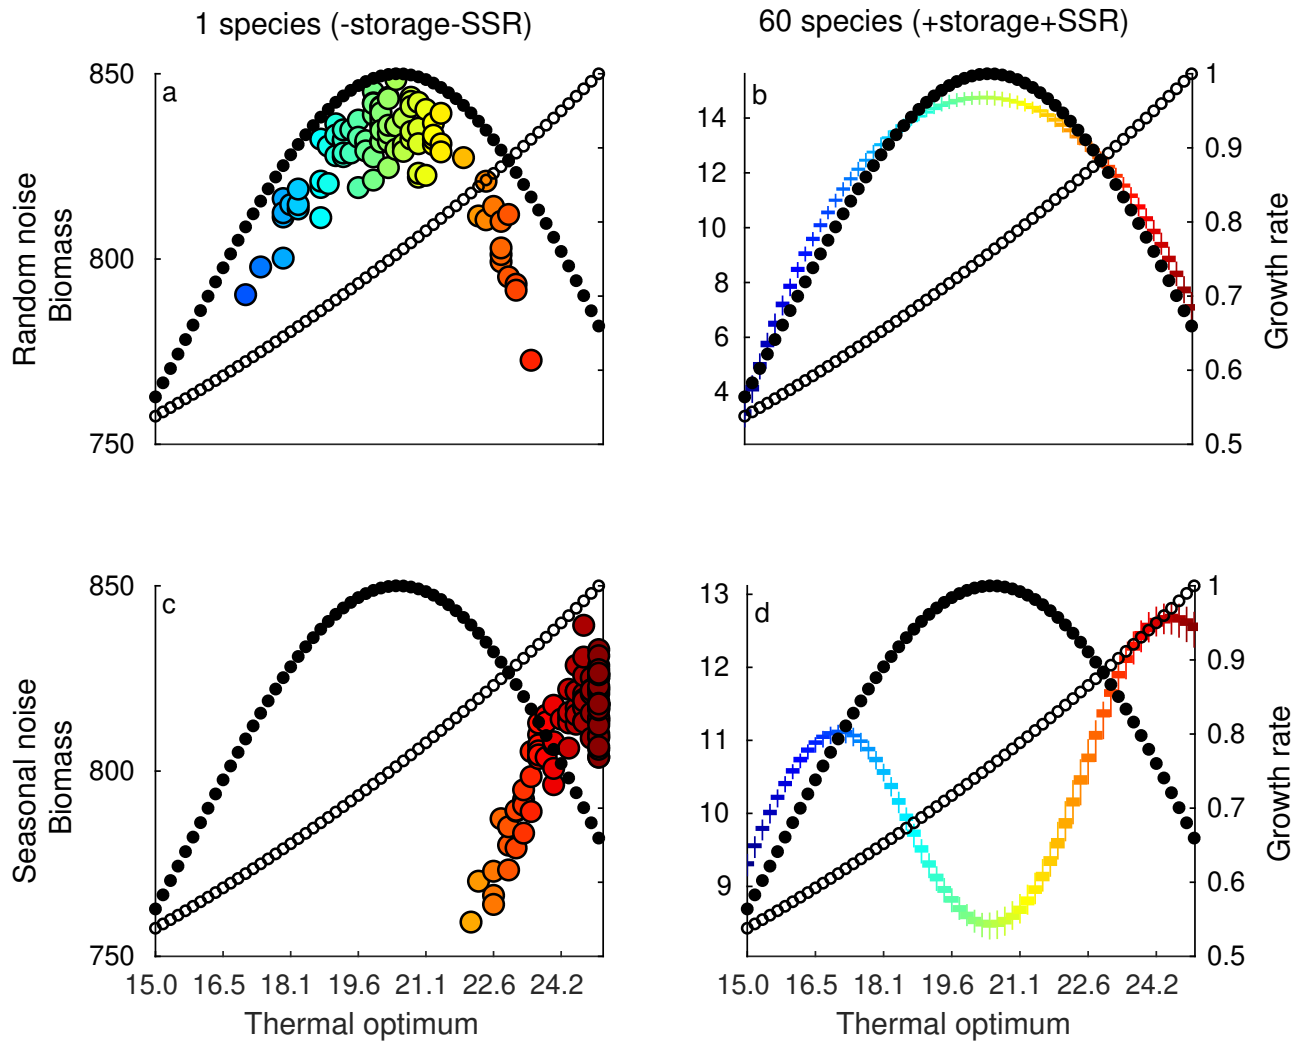 1 species (-storage-SSR)
60 species (+storage+SSR)
Random noise
Biomass
850
800
750
a
14
12
10
8
6
4
b
1
0.9
0.8
0.7
0.6
0.5
Growth rate
Seasonal noise
Biomass
850
800
750
c
15.0 16.5 18.1 19.6 21.1 22.6 24.2
Thermal optimum
13
12
11
10
9
d
1
0.9
0.8
0.7
0.6
0.5
Growth rate
15.0 16.5 18.1 19.6 21.1 22.6 24.2
Thermal optimum